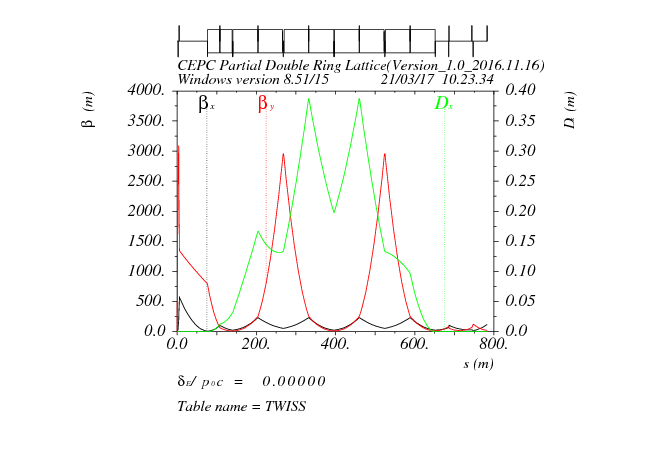 CEPC Partial Double Ring Lattice(Version_1.0_2016.11.16)
Windows version 8.51/15 21/03/17 10.23.34
β (m)
D (m)
βx βy Dx
4000.
3500.
3000.
2500.
2000.
1500.
1000.
500.
0.0
0.40
0.35
0.30
0.25
0.20
0.15
0.10
0.05
0.0
0.0 200. 400. 600. 800.
s (m)
δE/ p0c = 0.00000
Table name = TWISS